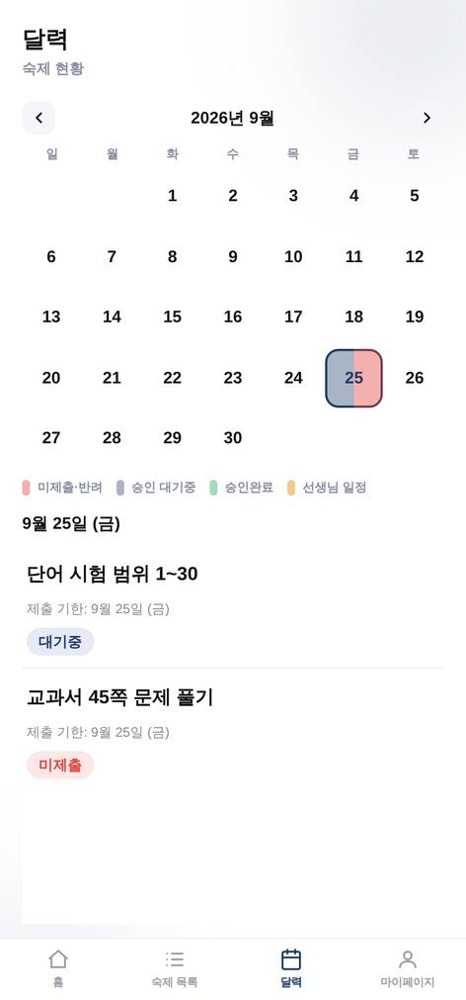 달력
숙제 현황
2026년 9월
일 월 화 수 목 금 토
1 2 3 4 5
6 7 8 9 10 11 12
13 14 15 16 17 18 19
20 21 22 23 24 25 26
27 28 29 30
미제출·반려 승인 대기중 승인완료 선생님 일정
9월 25일 (금)
단어 시험 범위 1~30
제출 기한: 9월 25일 (금)
대기중
교과서 45쪽 문제 풀기
제출 기한: 9월 25일 (금)
미제출
홈 숙제 목록 달력 마이페이지